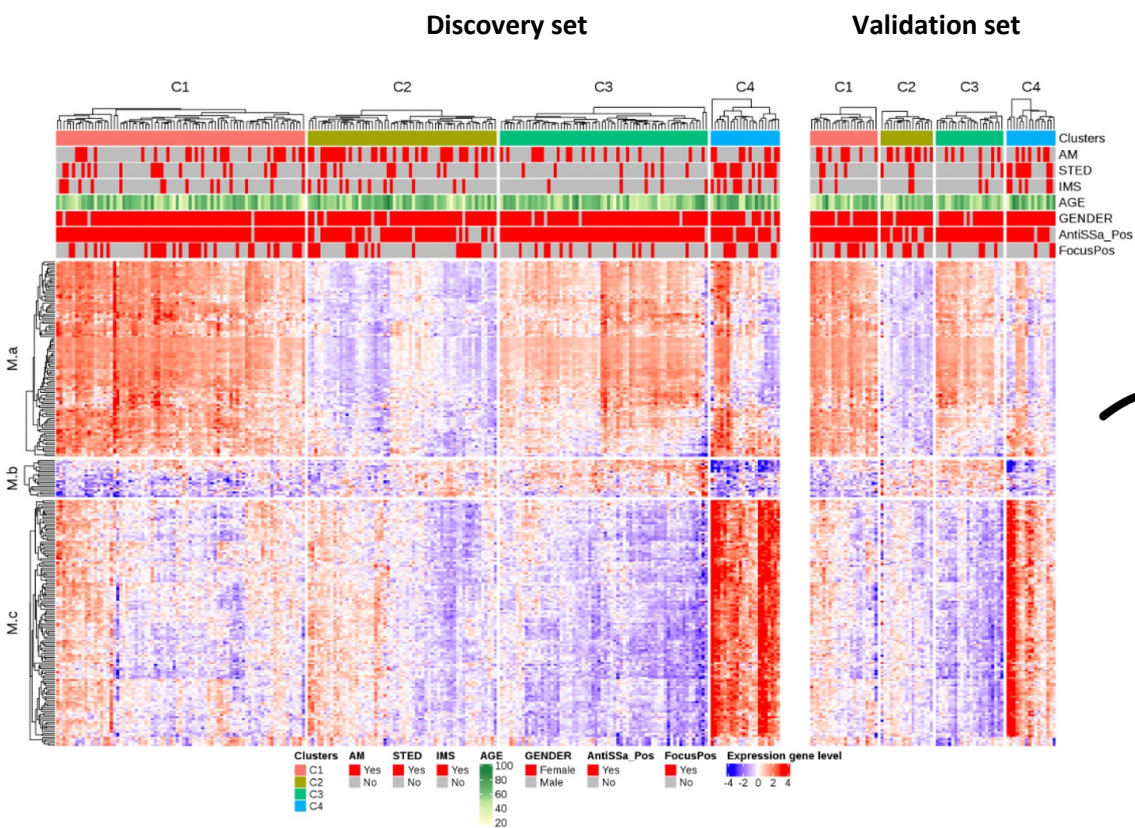 Discovery set Validation set
C1 C2 C3 C4 C1 C2 C3 C4
Clusters
AM
STED
IMS
AGE
GENDER
AntiSSa_Pos
FocusPos
M.a
M.b
M.c
Clusters AM STED IMS AGE GENDER AntiSSa_Pos FocusPos Expression gene level
C1 Yes Yes Yes 100 Female Yes Yes
C2 No No No 80 Male No No -4 -2 0 2 4
C3 60
C4 40
20